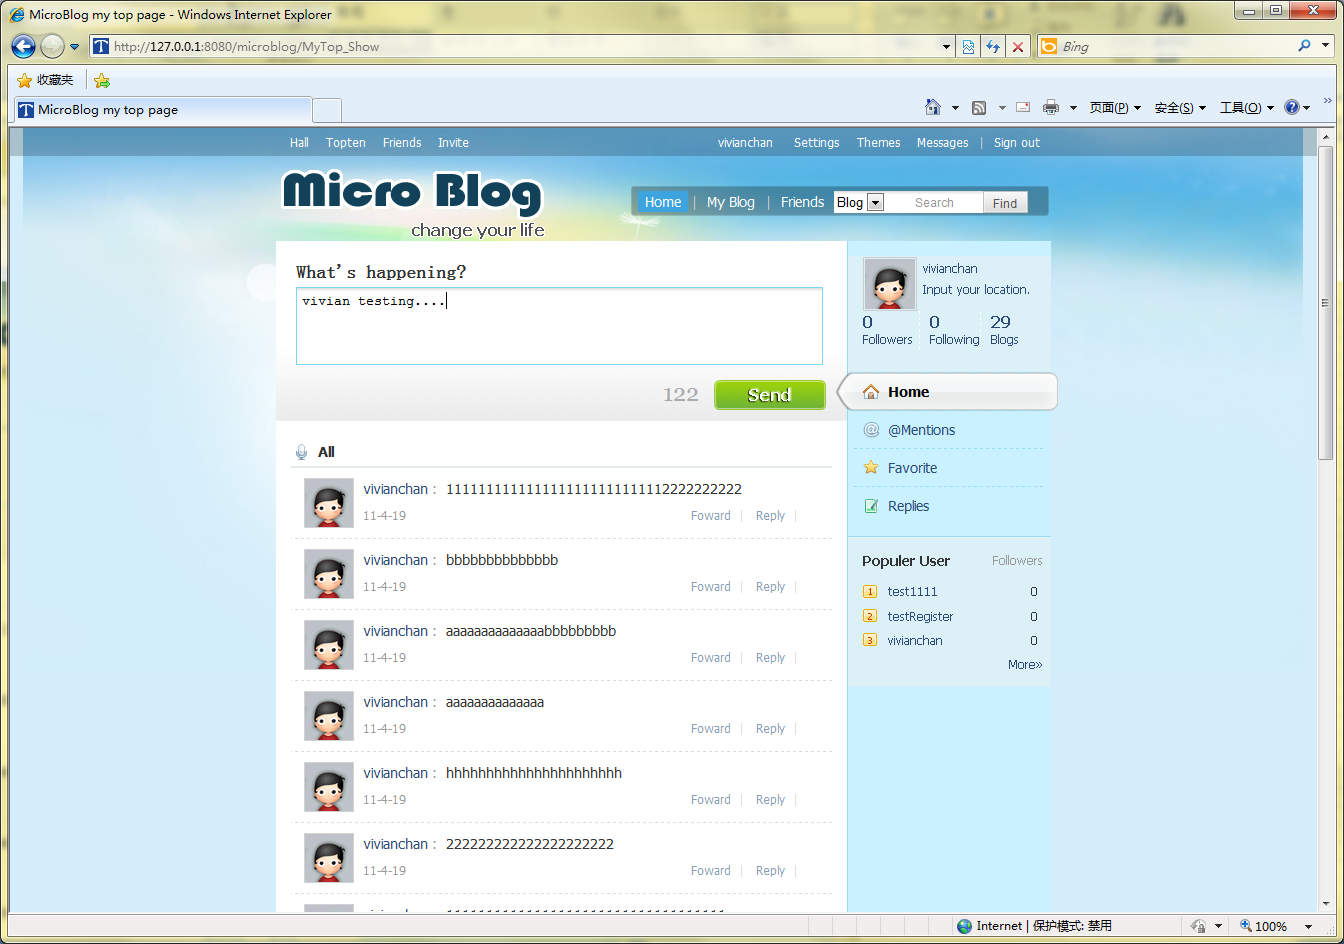 MicroBlog my top page - Windows Internet Explorer
http://127.0.0.1:8080/microblog/MyTop_Show
Bing
收藏夹
MicroBlog my top page
页面(P) 安全(S) 工具(O)
Hall Topten Friends Invite vivianchan Settings Themes Messages | Sign out
Micro Blog
change your life
Home | My Blog | Friends Blog Search Find
What's happening?
vivian testing....
122 Send
vivianchan
Input your location.
0 0 29
Followers Following Blogs
Home
@Mentions
Favorite
Replies
Populer User Followers
1 test1111 0
2 testRegister 0
3 vivianchan 0
More»
All
vivianchan : 1111111111111111111111111112222222222
11-4-19 Foward | Reply |
vivianchan : bbbbbbbbbbbbbb
11-4-19 Foward | Reply |
vivianchan : aaaaaaaaaaaaaabbbbbbbbb
11-4-19 Foward | Reply |
vivianchan : aaaaaaaaaaaaaa
11-4-19 Foward | Reply |
vivianchan : hhhhhhhhhhhhhhhhhhhhhh
11-4-19 Foward | Reply |
vivianchan : 222222222222222222222
11-4-19 Foward | Reply |
Internet | 保护模式: 禁用
100%